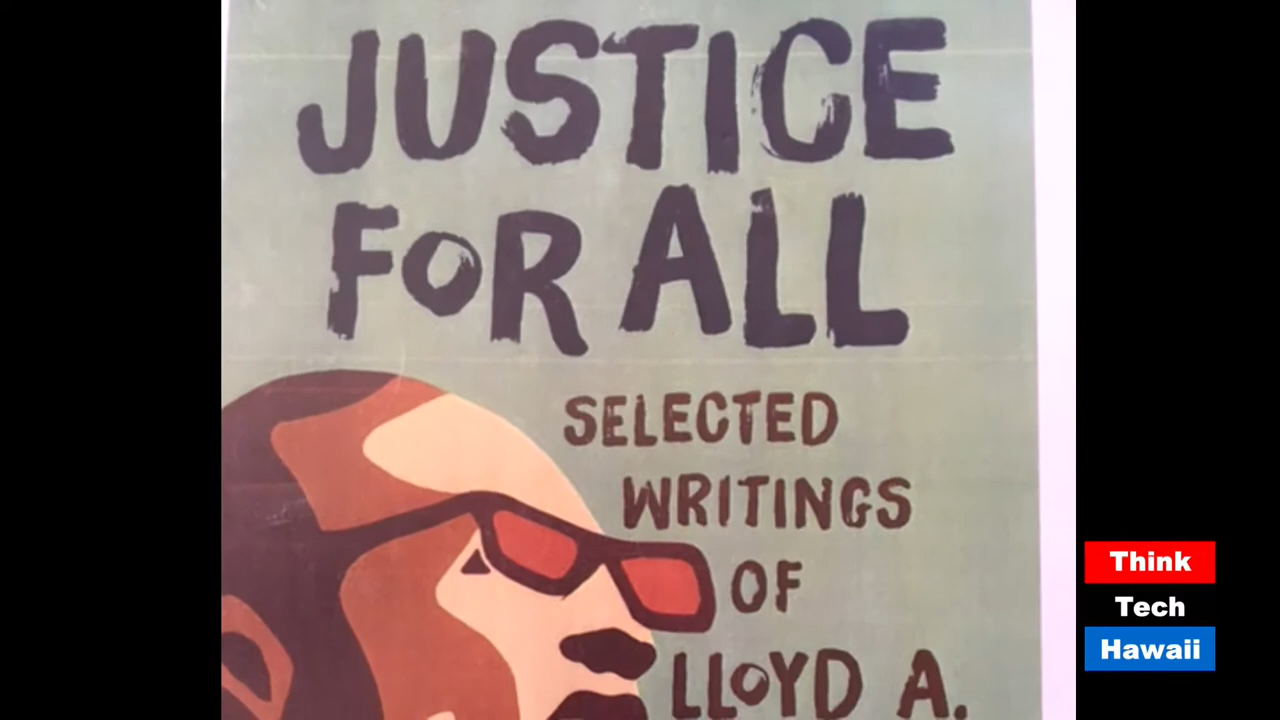 JUSTICE
FOR ALL
SELECTED
WRITINGS
OF
LLOYD A.
Think
Tech
Hawaii